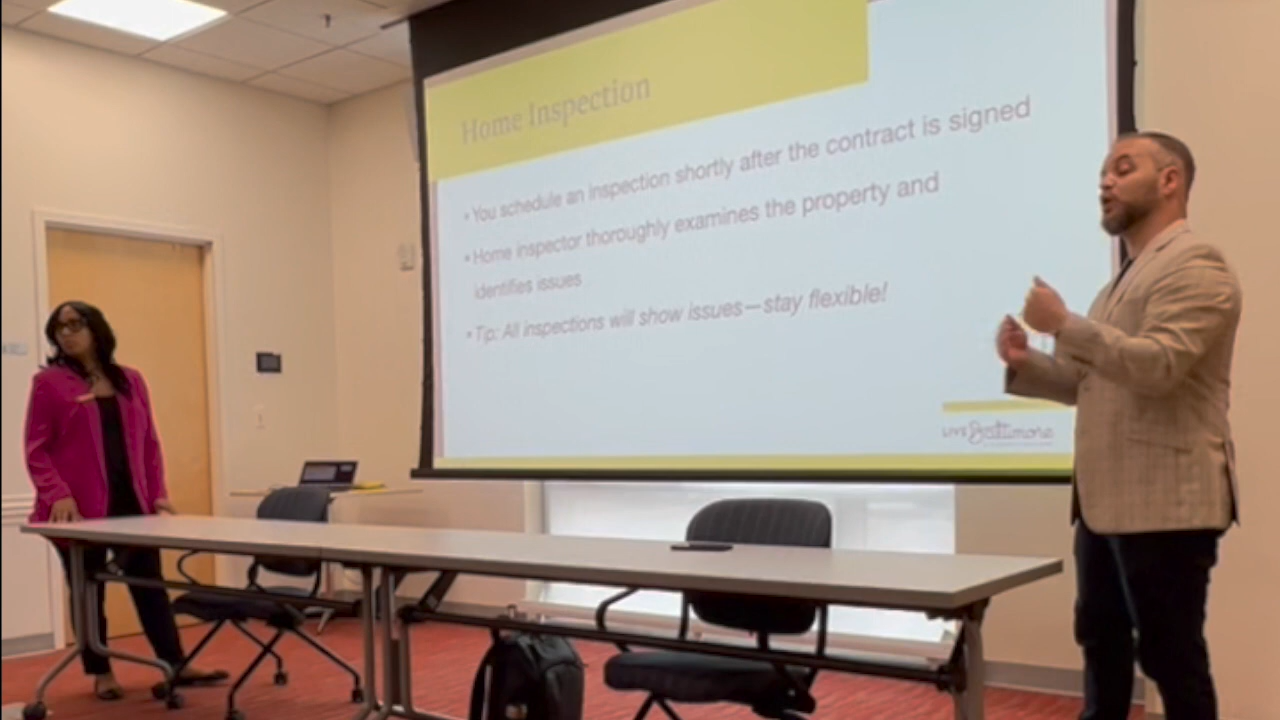 Home Inspection
• You schedule an inspection shortly after the contract is signed
• Home inspector thoroughly examines the property and
identifies issues
• Tip: All inspections will show issues—stay flexible!
LIVE Baltimore